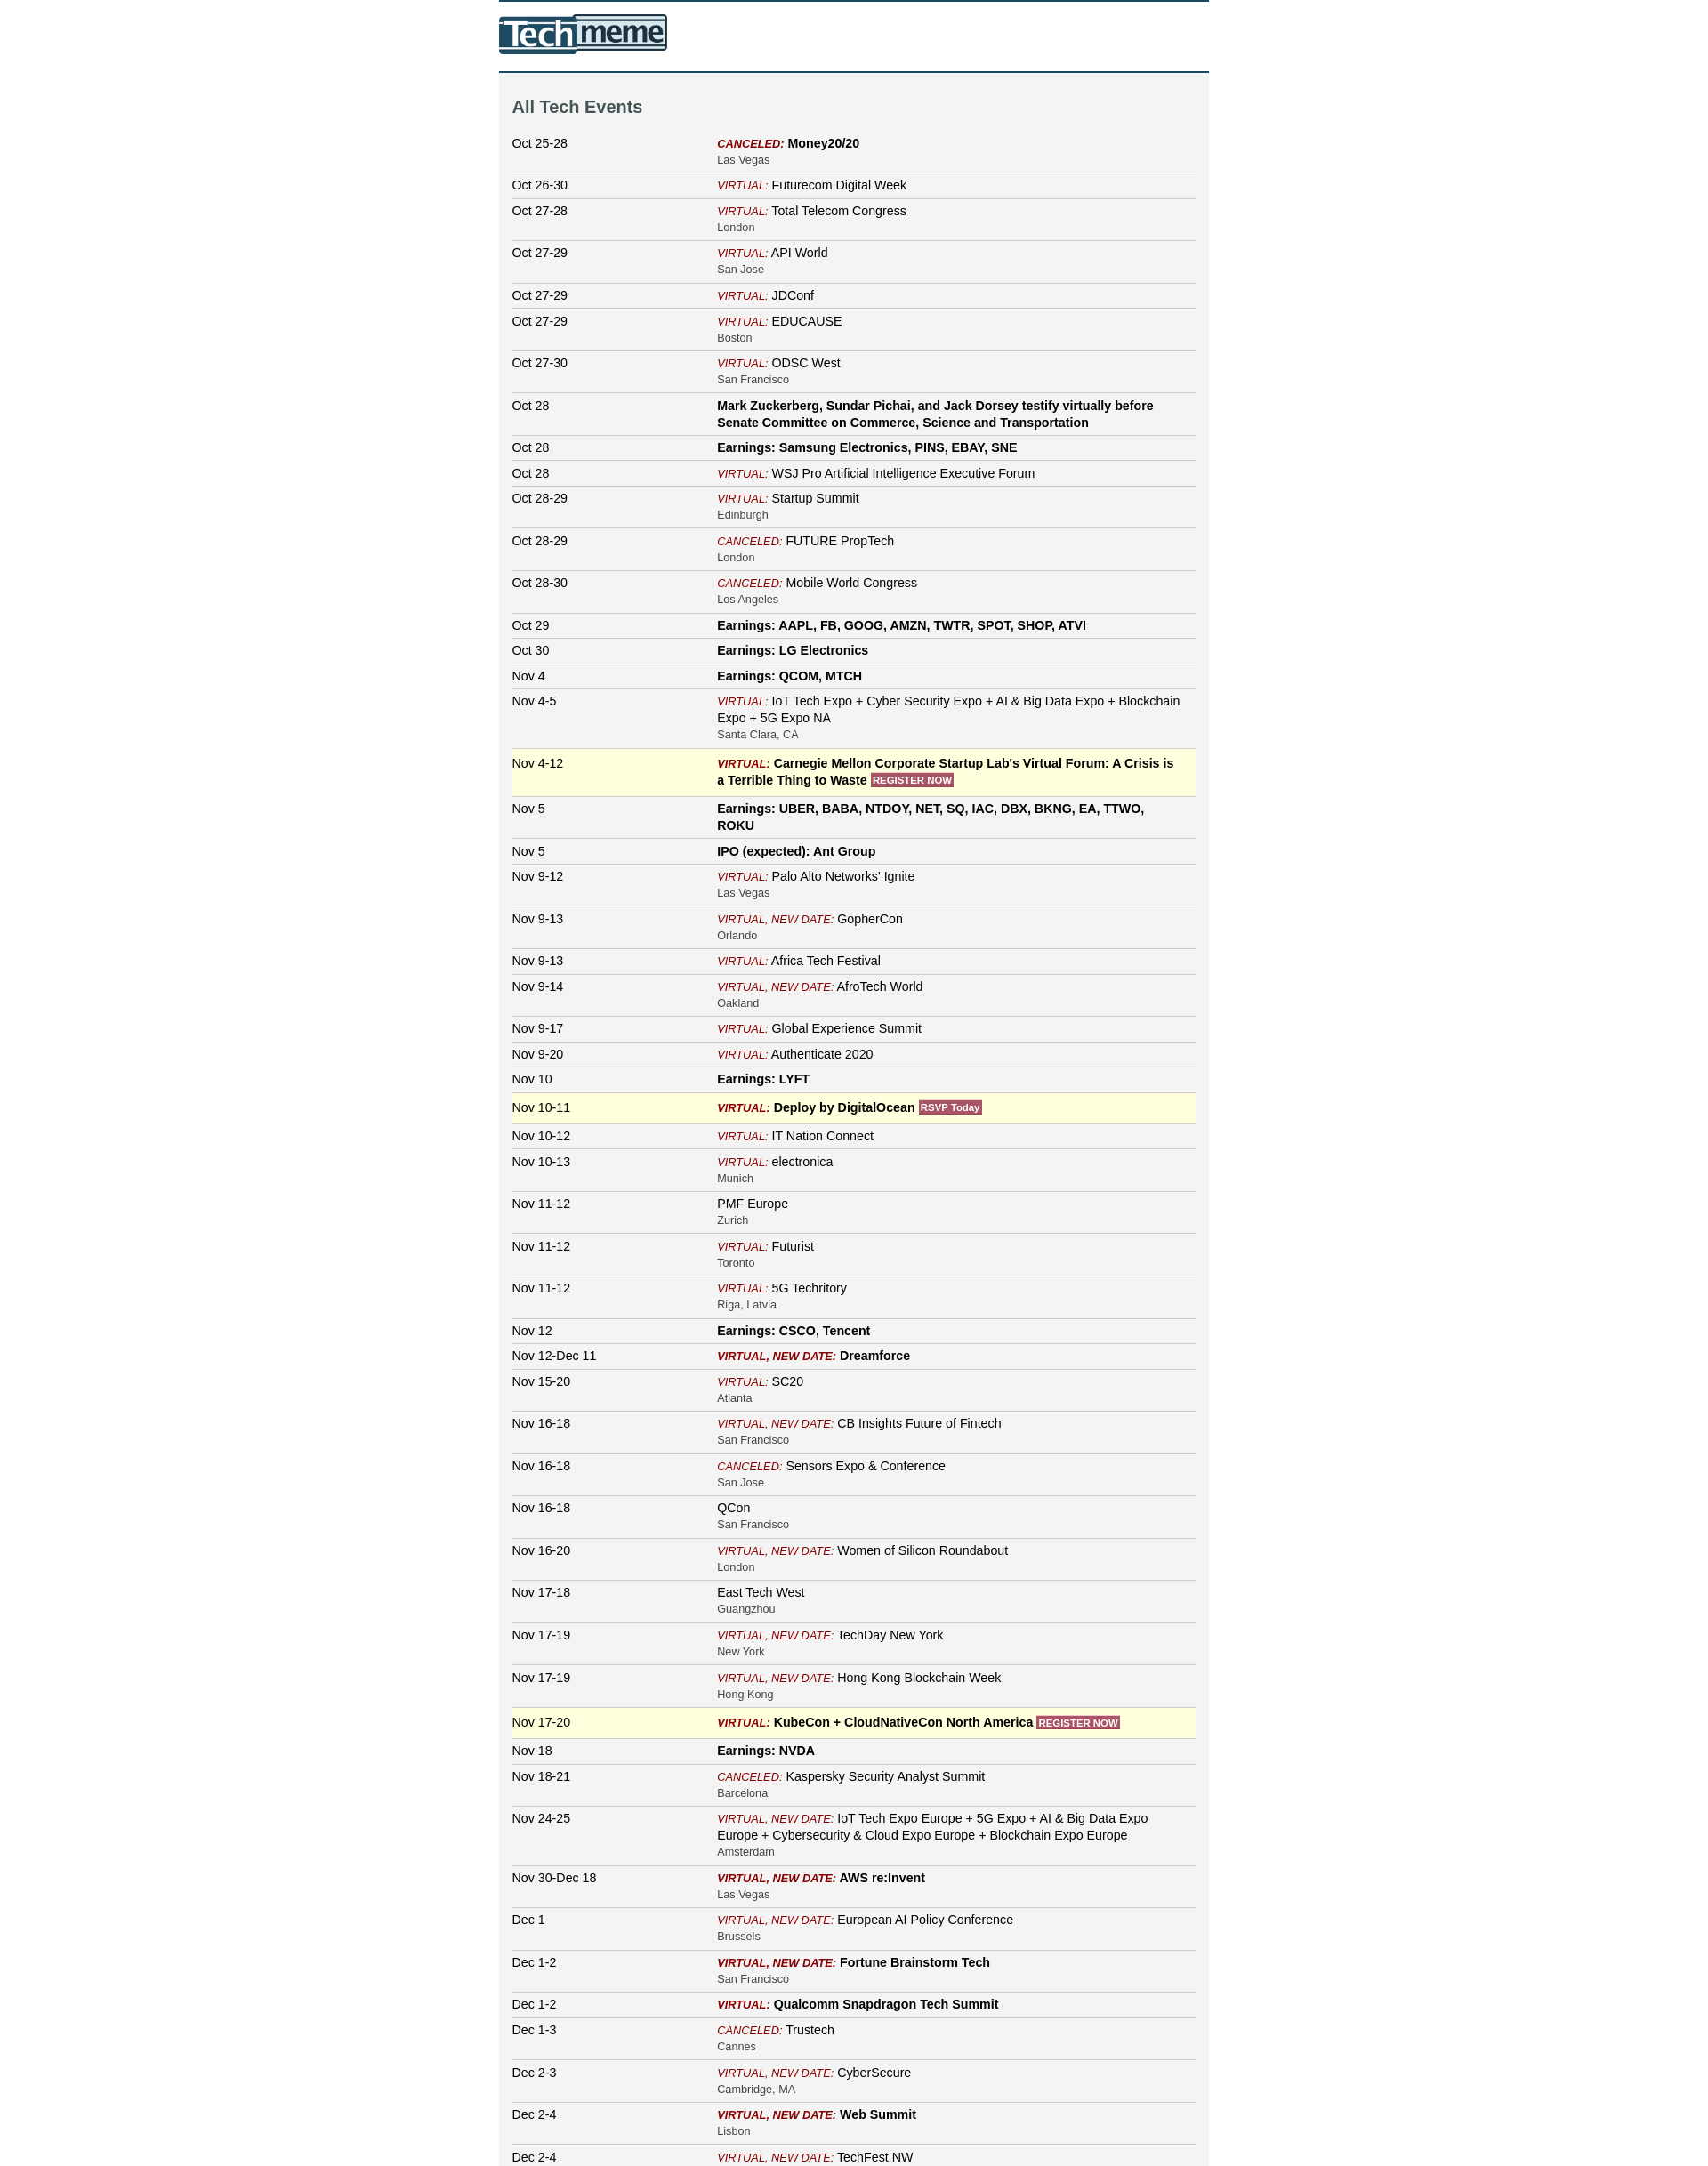 Techmeme
All Tech Events
Oct 25-28 CANCELED: Money20/20
Las Vegas
Oct 26-30 VIRTUAL: Futurecom Digital Week
Oct 27-28 VIRTUAL: Total Telecom Congress
London
Oct 27-29 VIRTUAL: API World
San Jose
Oct 27-29 VIRTUAL: JDConf
Oct 27-29 VIRTUAL: EDUCAUSE
Boston
Oct 27-30 VIRTUAL: ODSC West
San Francisco
Oct 28 Mark Zuckerberg, Sundar Pichai, and Jack Dorsey testify virtually before
Senate Committee on Commerce, Science and Transportation
Oct 28 Earnings: Samsung Electronics, PINS, EBAY, SNE
Oct 28 VIRTUAL: WSJ Pro Artificial Intelligence Executive Forum
Oct 28-29 VIRTUAL: Startup Summit
Edinburgh
Oct 28-29 CANCELED: FUTURE PropTech
London
Oct 28-30 CANCELED: Mobile World Congress
Los Angeles
Oct 29 Earnings: AAPL, FB, GOOG, AMZN, TWTR, SPOT, SHOP, ATVI
Oct 30 Earnings: LG Electronics
Nov 4 Earnings: QCOM, MTCH
Nov 4-5 VIRTUAL: IoT Tech Expo + Cyber Security Expo + AI & Big Data Expo + Blockchain
Expo + 5G Expo NA
Santa Clara, CA
Nov 4-12 VIRTUAL: Carnegie Mellon Corporate Startup Lab's Virtual Forum: A Crisis is
a Terrible Thing to Waste REGISTER NOW
Nov 5 Earnings: UBER, BABA, NTDOY, NET, SQ, IAC, DBX, BKNG, EA, TTWO,
ROKU
Nov 5 IPO (expected): Ant Group
Nov 9-12 VIRTUAL: Palo Alto Networks' Ignite
Las Vegas
Nov 9-13 VIRTUAL, NEW DATE: GopherCon
Orlando
Nov 9-13 VIRTUAL: Africa Tech Festival
Nov 9-14 VIRTUAL, NEW DATE: AfroTech World
Oakland
Nov 9-17 VIRTUAL: Global Experience Summit
Nov 9-20 VIRTUAL: Authenticate 2020
Nov 10 Earnings: LYFT
Nov 10-11 VIRTUAL: Deploy by DigitalOcean RSVP Today
Nov 10-12 VIRTUAL: IT Nation Connect
Nov 10-13 VIRTUAL: electronica
Munich
Nov 11-12 PMF Europe
Zurich
Nov 11-12 VIRTUAL: Futurist
Toronto
Nov 11-12 VIRTUAL: 5G Techritory
Riga, Latvia
Nov 12 Earnings: CSCO, Tencent
Nov 12-Dec 11 VIRTUAL, NEW DATE: Dreamforce
Nov 15-20 VIRTUAL: SC20
Atlanta
Nov 16-18 VIRTUAL, NEW DATE: CB Insights Future of Fintech
San Francisco
Nov 16-18 CANCELED: Sensors Expo & Conference
San Jose
Nov 16-18 QCon
San Francisco
Nov 16-20 VIRTUAL, NEW DATE: Women of Silicon Roundabout
London
Nov 17-18 East Tech West
Guangzhou
Nov 17-19 VIRTUAL, NEW DATE: TechDay New York
New York
Nov 17-19 VIRTUAL, NEW DATE: Hong Kong Blockchain Week
Hong Kong
Nov 17-20 VIRTUAL: KubeCon + CloudNativeCon North America REGISTER NOW
Nov 18 Earnings: NVDA
Nov 18-21 CANCELED: Kaspersky Security Analyst Summit
Barcelona
Nov 24-25 VIRTUAL, NEW DATE: IoT Tech Expo Europe + 5G Expo + AI & Big Data Expo
Europe + Cybersecurity & Cloud Expo Europe + Blockchain Expo Europe
Amsterdam
Nov 30-Dec 18 VIRTUAL, NEW DATE: AWS re:Invent
Las Vegas
Dec 1 VIRTUAL, NEW DATE: European AI Policy Conference
Brussels
Dec 1-2 VIRTUAL, NEW DATE: Fortune Brainstorm Tech
San Francisco
Dec 1-2 VIRTUAL: Qualcomm Snapdragon Tech Summit
Dec 1-3 CANCELED: Trustech
Cannes
Dec 2-3 VIRTUAL, NEW DATE: CyberSecure
Cambridge, MA
Dec 2-4 VIRTUAL, NEW DATE: Web Summit
Lisbon
Dec 2-4 VIRTUAL, NEW DATE: TechFest NW